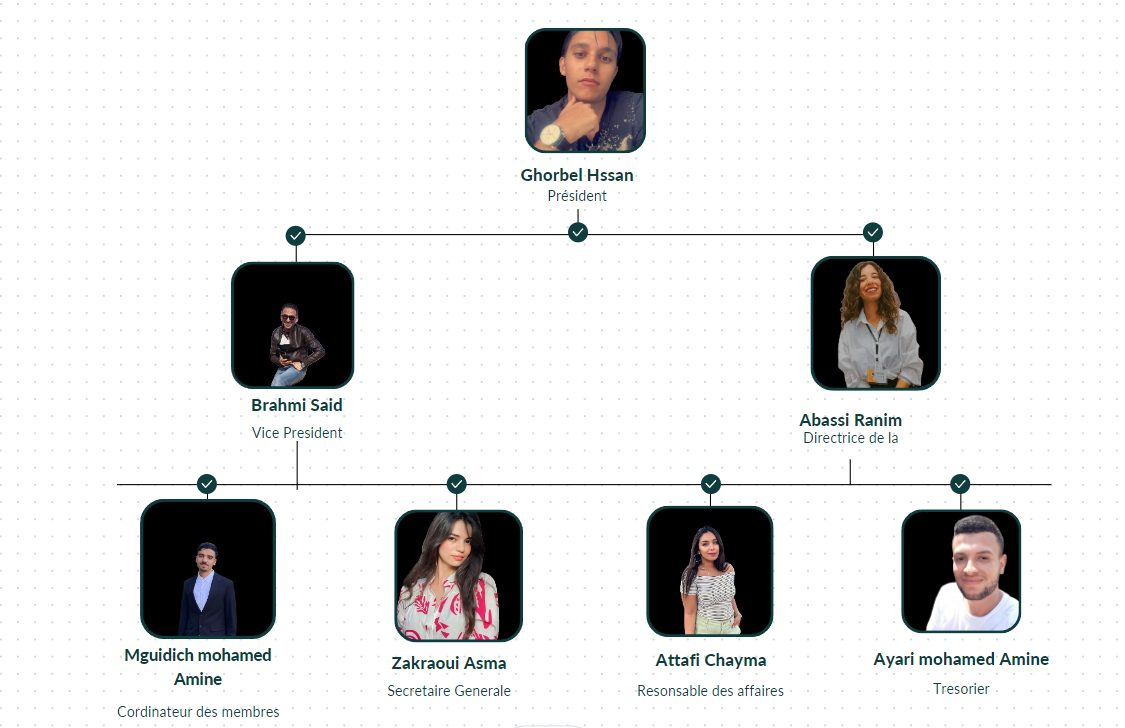 Ghorbel Hssan
Président
Brahmi Said
Vice President
Abassi Ranim
Directrice de la
Mguidich mohamed
Amine
Cordinateur des membres
Zakraoui Asma
Secretaire Generale
Attafi Chayma
Resonsable des affaires
Ayari mohamed Amine
Tresorier